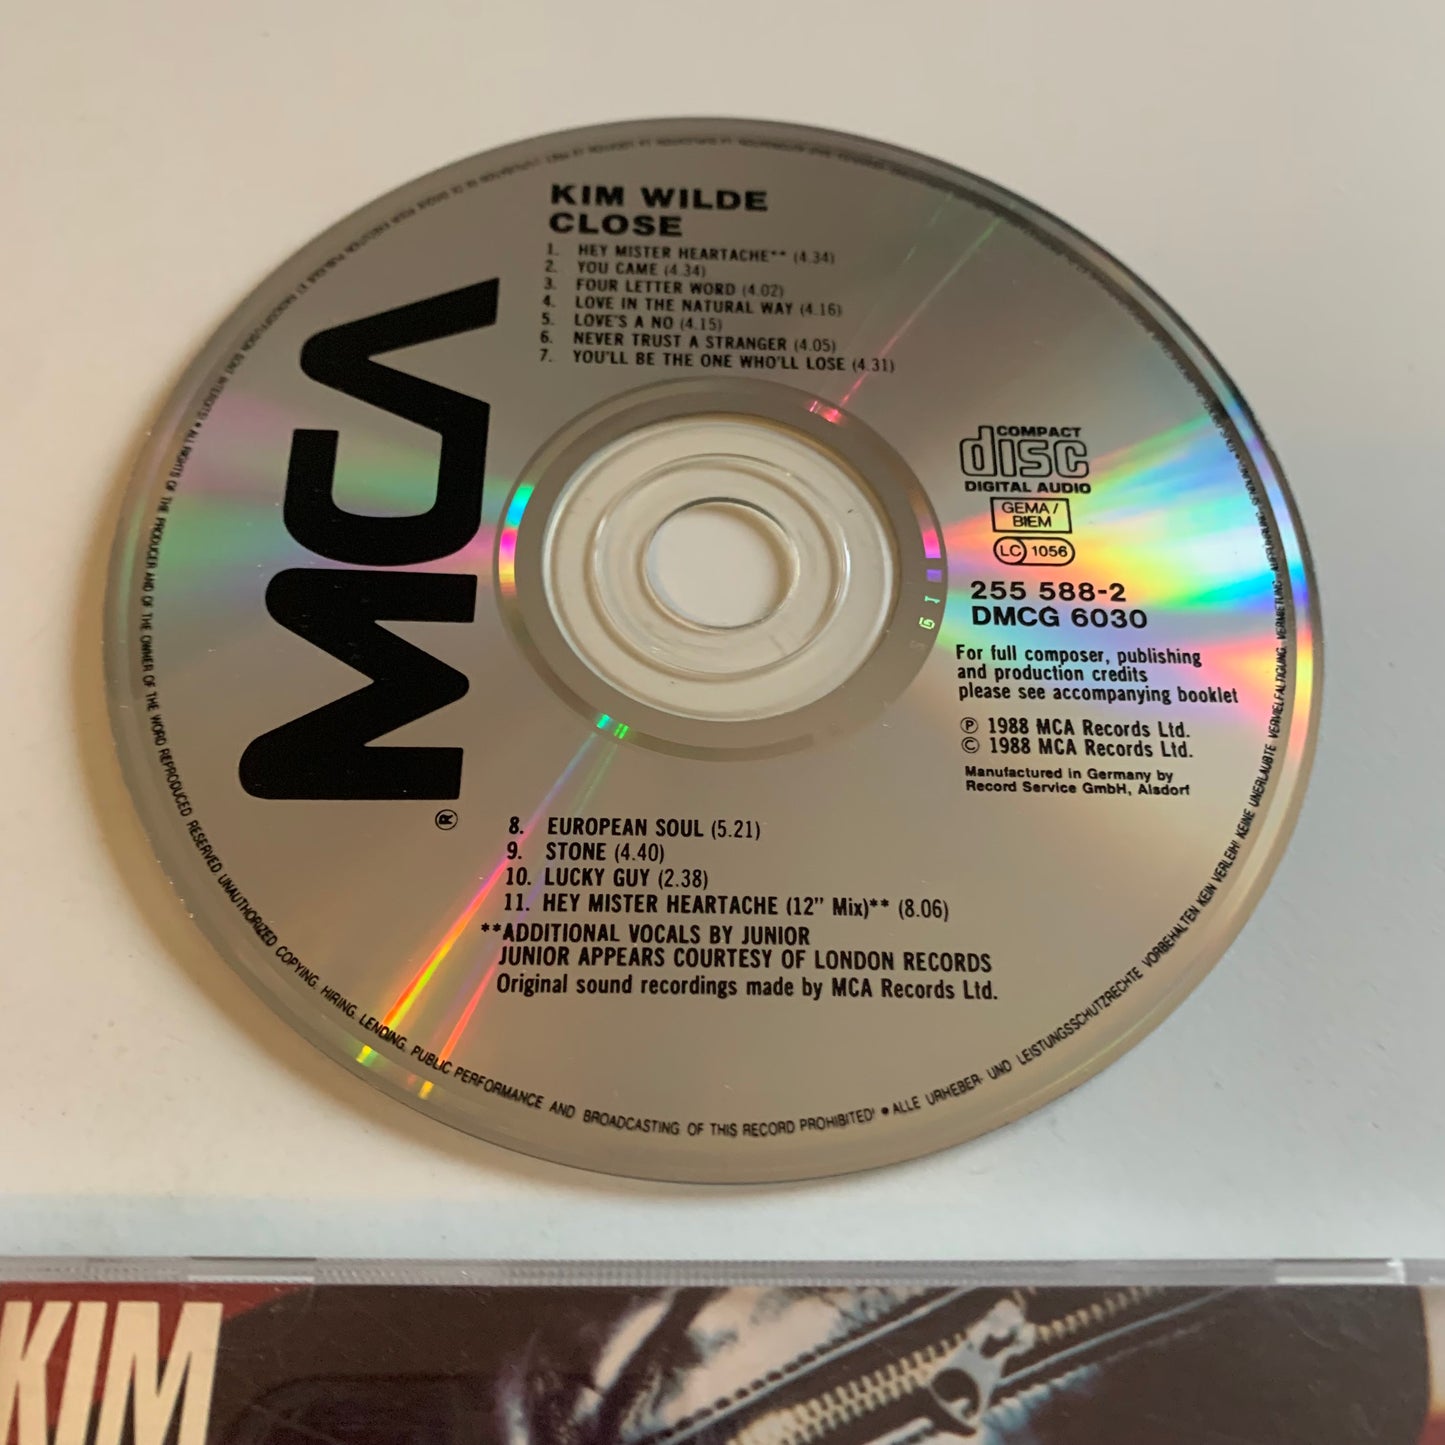 KIM WILDE
CLOSE
1. HEY MISTER HEARTACHE** (4.34)
2. YOU CAME (4.34)
3. FOUR LETTER WORD (4.02)
4. LOVE IN THE NATURAL WAY (4.16)
5. LOVE'S A NO (4.15)
6. NEVER TRUST A STRANGER (4.05)
7. YOU'LL BE THE ONE WHO'LL LOSE (4.31)
MCA
®
COMPACT
disc
DIGITAL AUDIO
GEMA/
BIEM
LC 1056
255 588-2
DMCG 6030
For full composer, publishing
and production credits
please see accompanying booklet
℗ 1988 MCA Records Ltd.
© 1988 MCA Records Ltd.
Manufactured in Germany by
Record Service GmbH, Alsdorf
8. EUROPEAN SOUL (5.21)
9. STONE (4.40)
10. LUCKY GUY (2.38)
11. HEY MISTER HEARTACHE (12" Mix)** (8.06)
**ADDITIONAL VOCALS BY JUNIOR
JUNIOR APPEARS COURTESY OF LONDON RECORDS
Original sound recordings made by MCA Records Ltd.
ALL RIGHTS OF THE PRODUCER AND OF THE OWNER OF THE WORD REPRODUCED RESERVED. UNAUTHORIZED COPYING, HIRING, LENDING, PUBLIC PERFORMANCE AND BROADCASTING OF THIS RECORD PROHIBITED! • ALLE URHEBER- UND LEISTUNGSSCHUTZRECHTE VORBEHALTEN. KEIN VERLEIH! KEINE UNERLAUBTE VERVIELFÄLTIGUNG, VERMIETUNG, AUFFÜHRUNG,
KIM